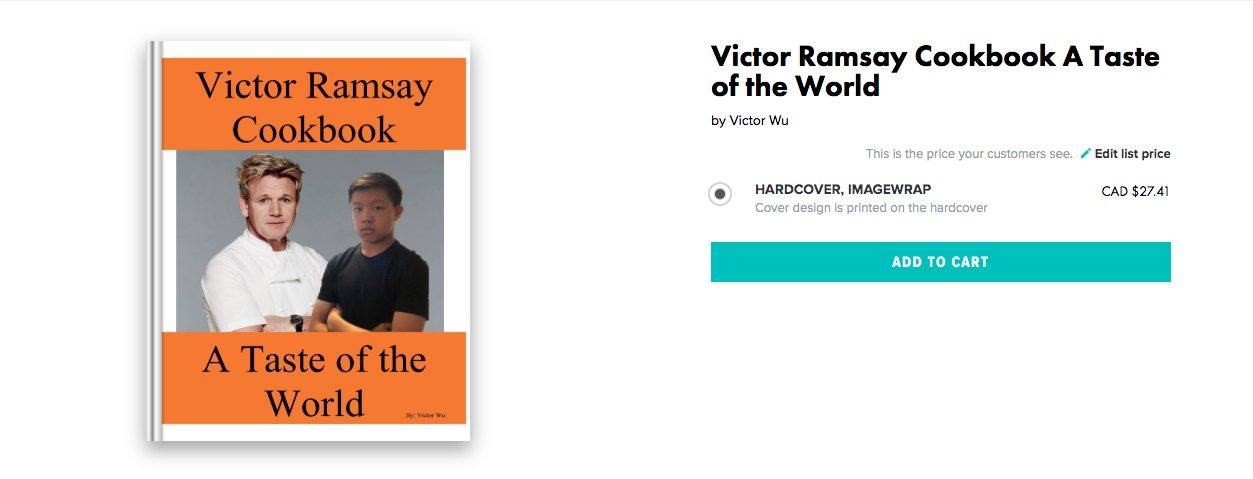 Victor Ramsay
Cookbook
A Taste of the
World
By: Victor Wu
Victor Ramsay Cookbook A Taste
of the World
by Victor Wu
This is the price your customers see. Edit list price
HARDCOVER, IMAGEWRAP CAD $27.41
Cover design is printed on the hardcover
ADD TO CART